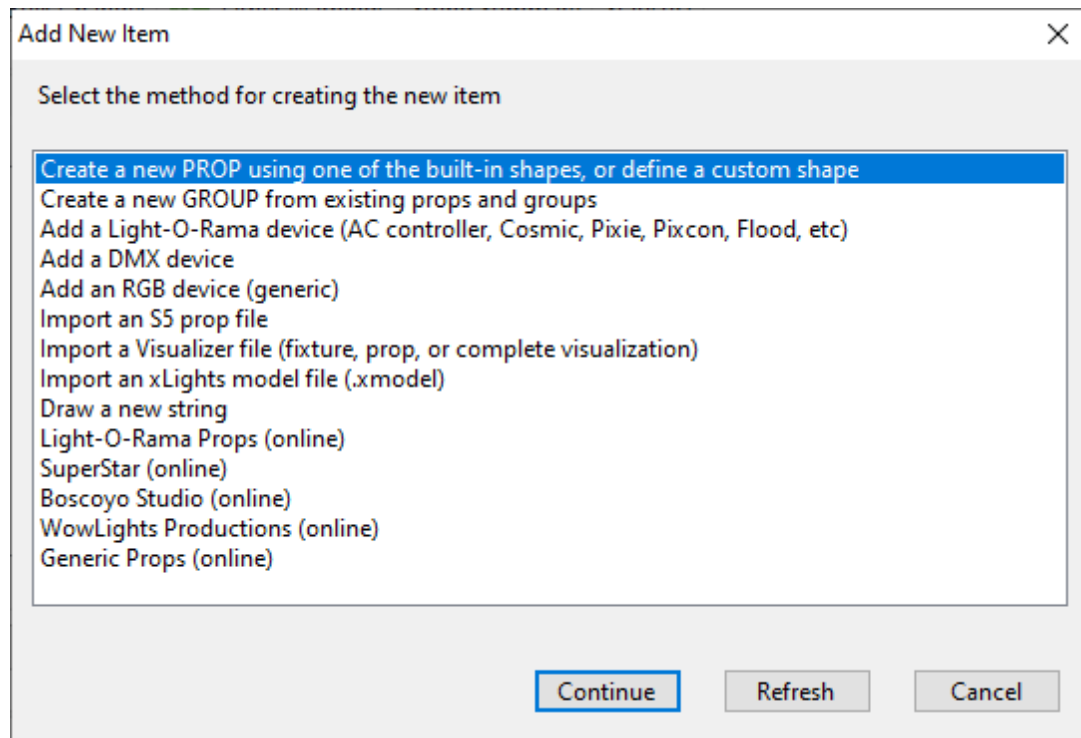 Add New Item
Select the method for creating the new item
Create a new PROP using one of the built-in shapes, or define a custom shape
Create a new GROUP from existing props and groups
Add a Light-O-Rama device (AC controller, Cosmic, Pixie, Pixcon, Flood, etc)
Add a DMX device
Add an RGB device (generic)
Import an S5 prop file
Import a Visualizer file (fixture, prop, or complete visualization)
Import an xLights model file (.xmodel)
Draw a new string
Light-O-Rama Props (online)
SuperStar (online)
Boscoyo Studio (online)
WowLights Productions (online)
Generic Props (online)
Continue Refresh Cancel